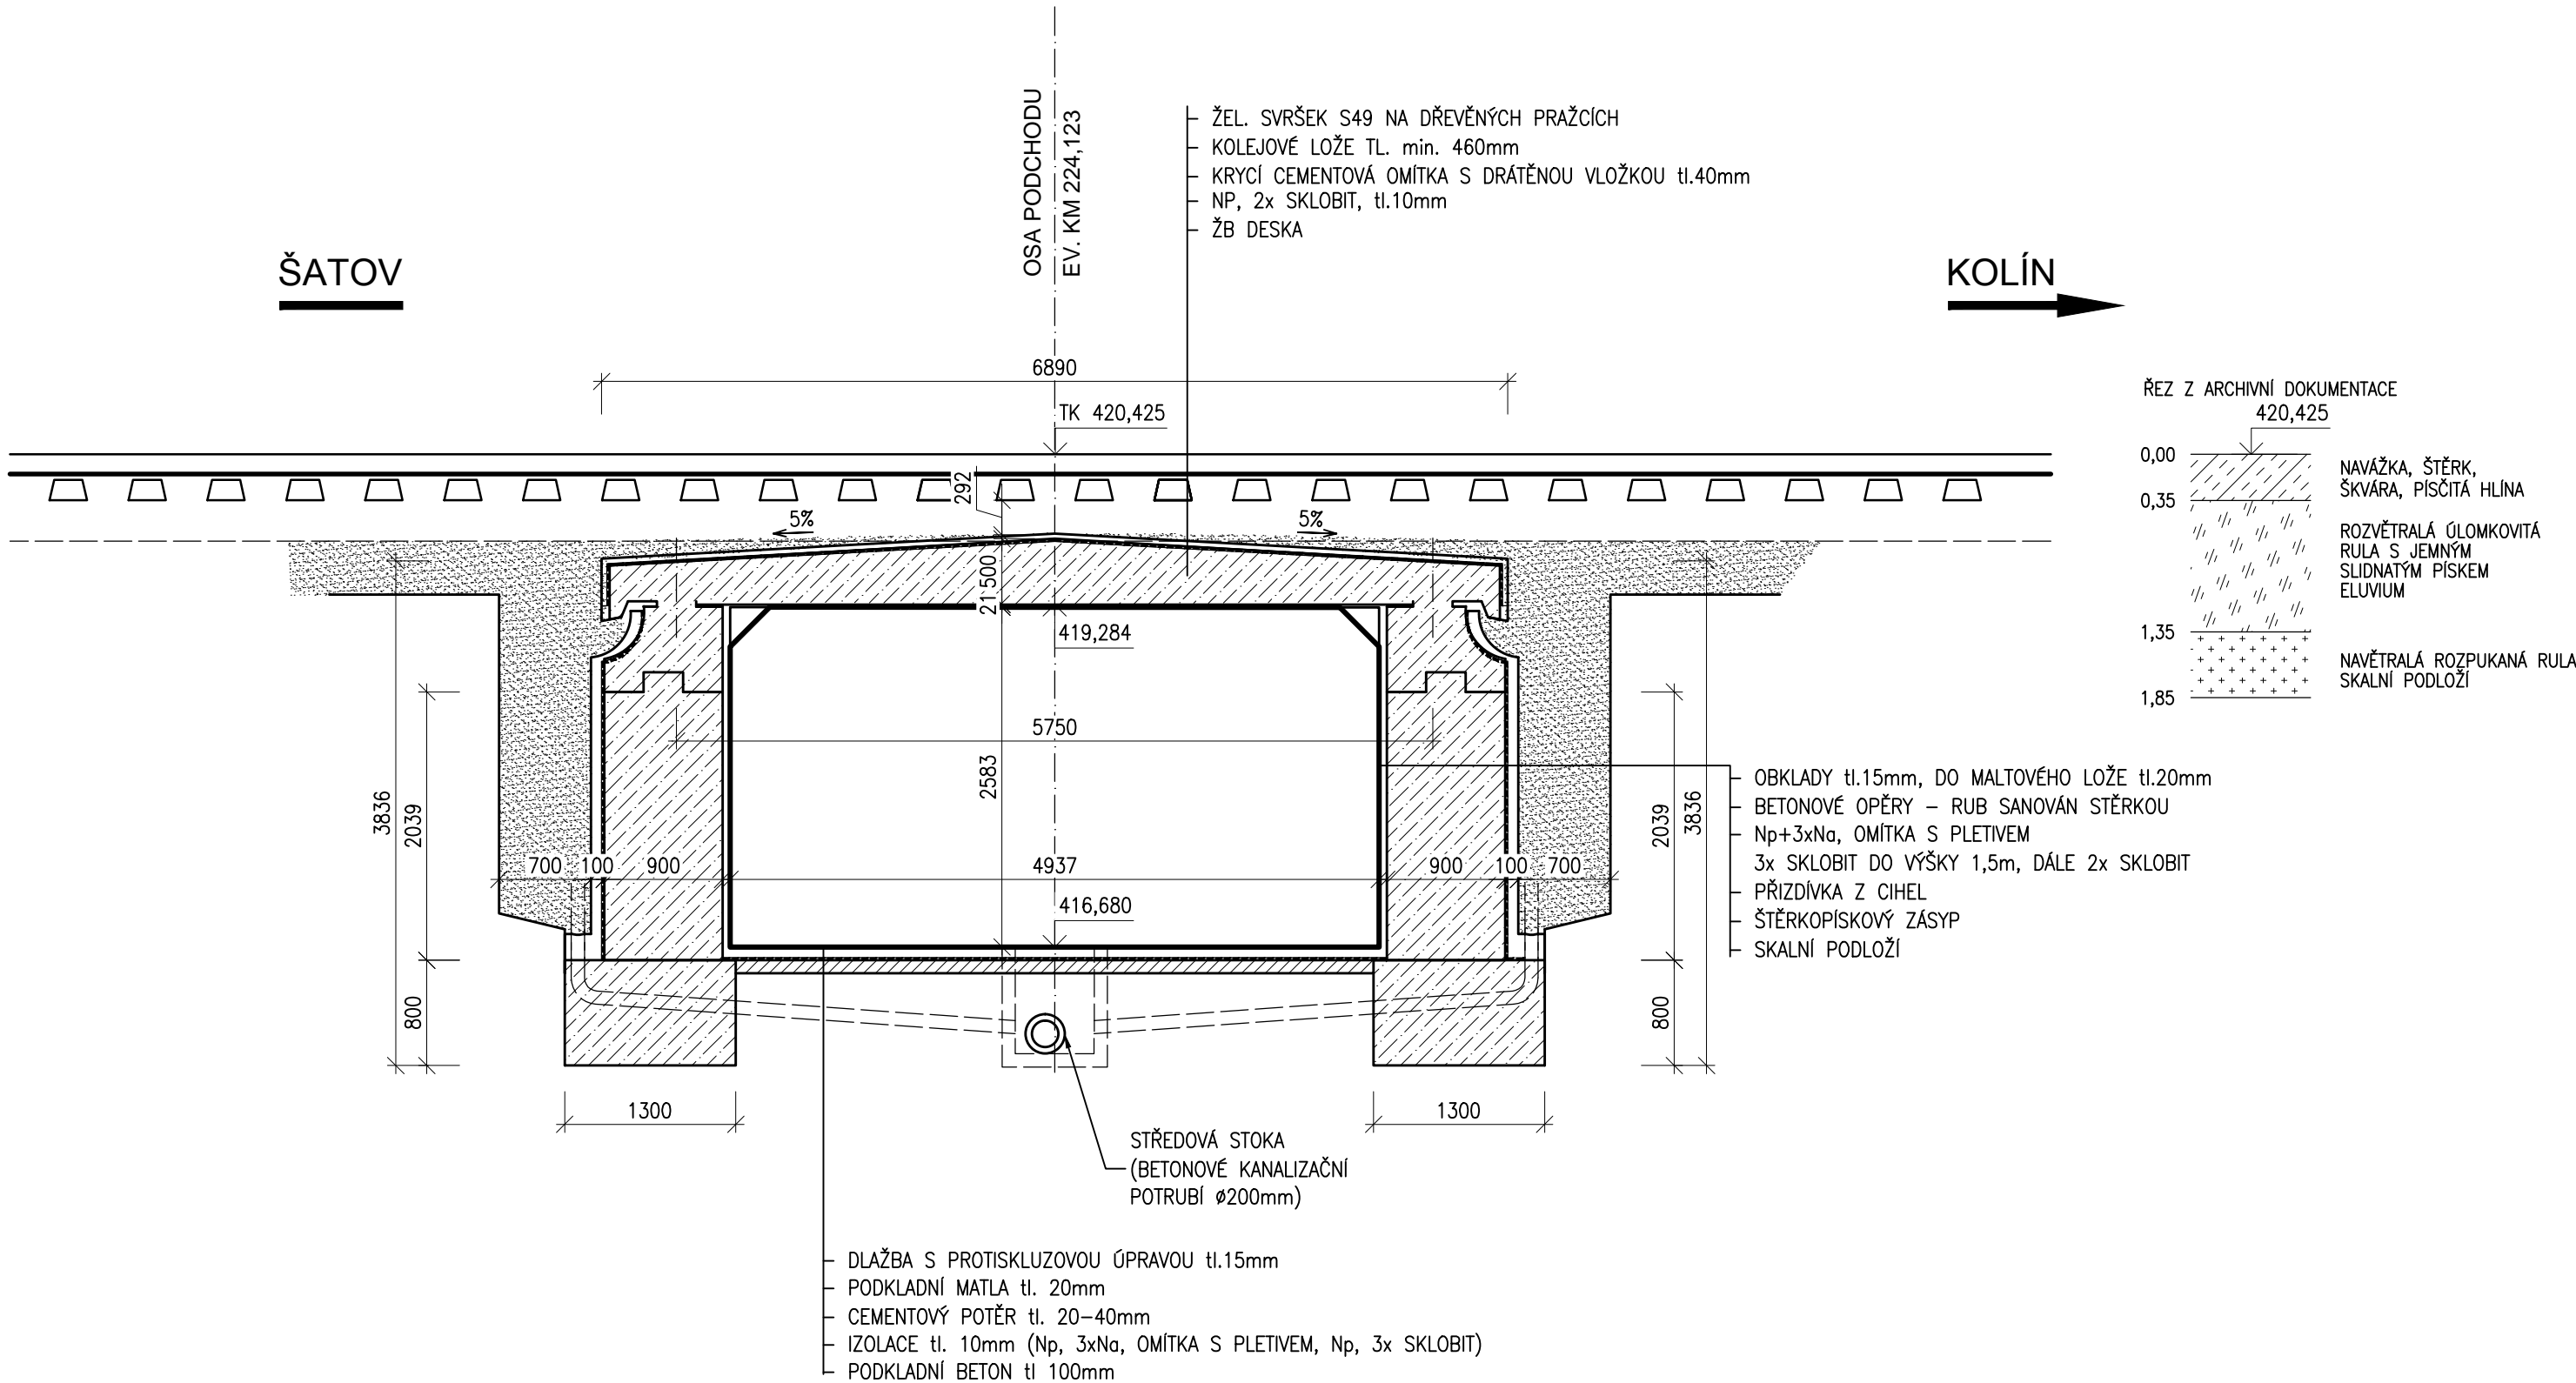 OSA PODCHODU
EV. KM 224,123
ŽEL. SVRŠEK S49 NA DŘEVĚNÝCH PRAŽCÍCH
KOLEJOVÉ LOŽE TL. min. 460mm
KRYCÍ CEMENTOVÁ OMÍTKA S DRÁTĚNOU VLOŽKOU tl.40mm
NP, 2x SKLOBIT, tl.10mm
ŽB DESKA
ŠATOV
KOLÍN
6890
TK 420,425
292
5%
5%
21
500
419,284
5750
2583
3836
2039
700
100
900
4937
900
100
700
416,680
2039
3836
800
800
1300
1300
ŘEZ Z ARCHIVNÍ DOKUMENTACE
420,425
0,00
NAVÁŽKA, ŠTĚRK,
ŠKVÁRA, PÍSČITÁ HLÍNA
0,35
ROZVĚTRALÁ ÚLOMKOVITÁ
RULA S JEMNÝM
SLIDNATÝM PÍSKEM
ELUVIUM
1,35
NAVĚTRALÁ ROZPUKANÁ RULA
SKALNÍ PODLOŽÍ
1,85
OBKLADY tl.15mm, DO MALTOVÉHO LOŽE tl.20mm
BETONOVÉ OPĚRY – RUB SANOVÁN STĚRKOU
Np+3xNa, OMÍTKA S PLETIVEM
3x SKLOBIT DO VÝŠKY 1,5m, DÁLE 2x SKLOBIT
PŘIZDÍVKA Z CIHEL
ŠTĚRKOPÍSKOVÝ ZÁSYP
SKALNÍ PODLOŽÍ
STŘEDOVÁ STOKA
(BETONOVÉ KANALIZAČNÍ
POTRUBÍ ø200mm)
DLAŽBA S PROTISKLUZOVOU ÚPRAVOU tl.15mm
PODKLADNÍ MATLA tl. 20mm
CEMENTOVÝ POTĚR tl. 20–40mm
IZOLACE tl. 10mm (Np, 3xNa, OMÍTKA S PLETIVEM, Np, 3x SKLOBIT)
PODKLADNÍ BETON tl 100mm